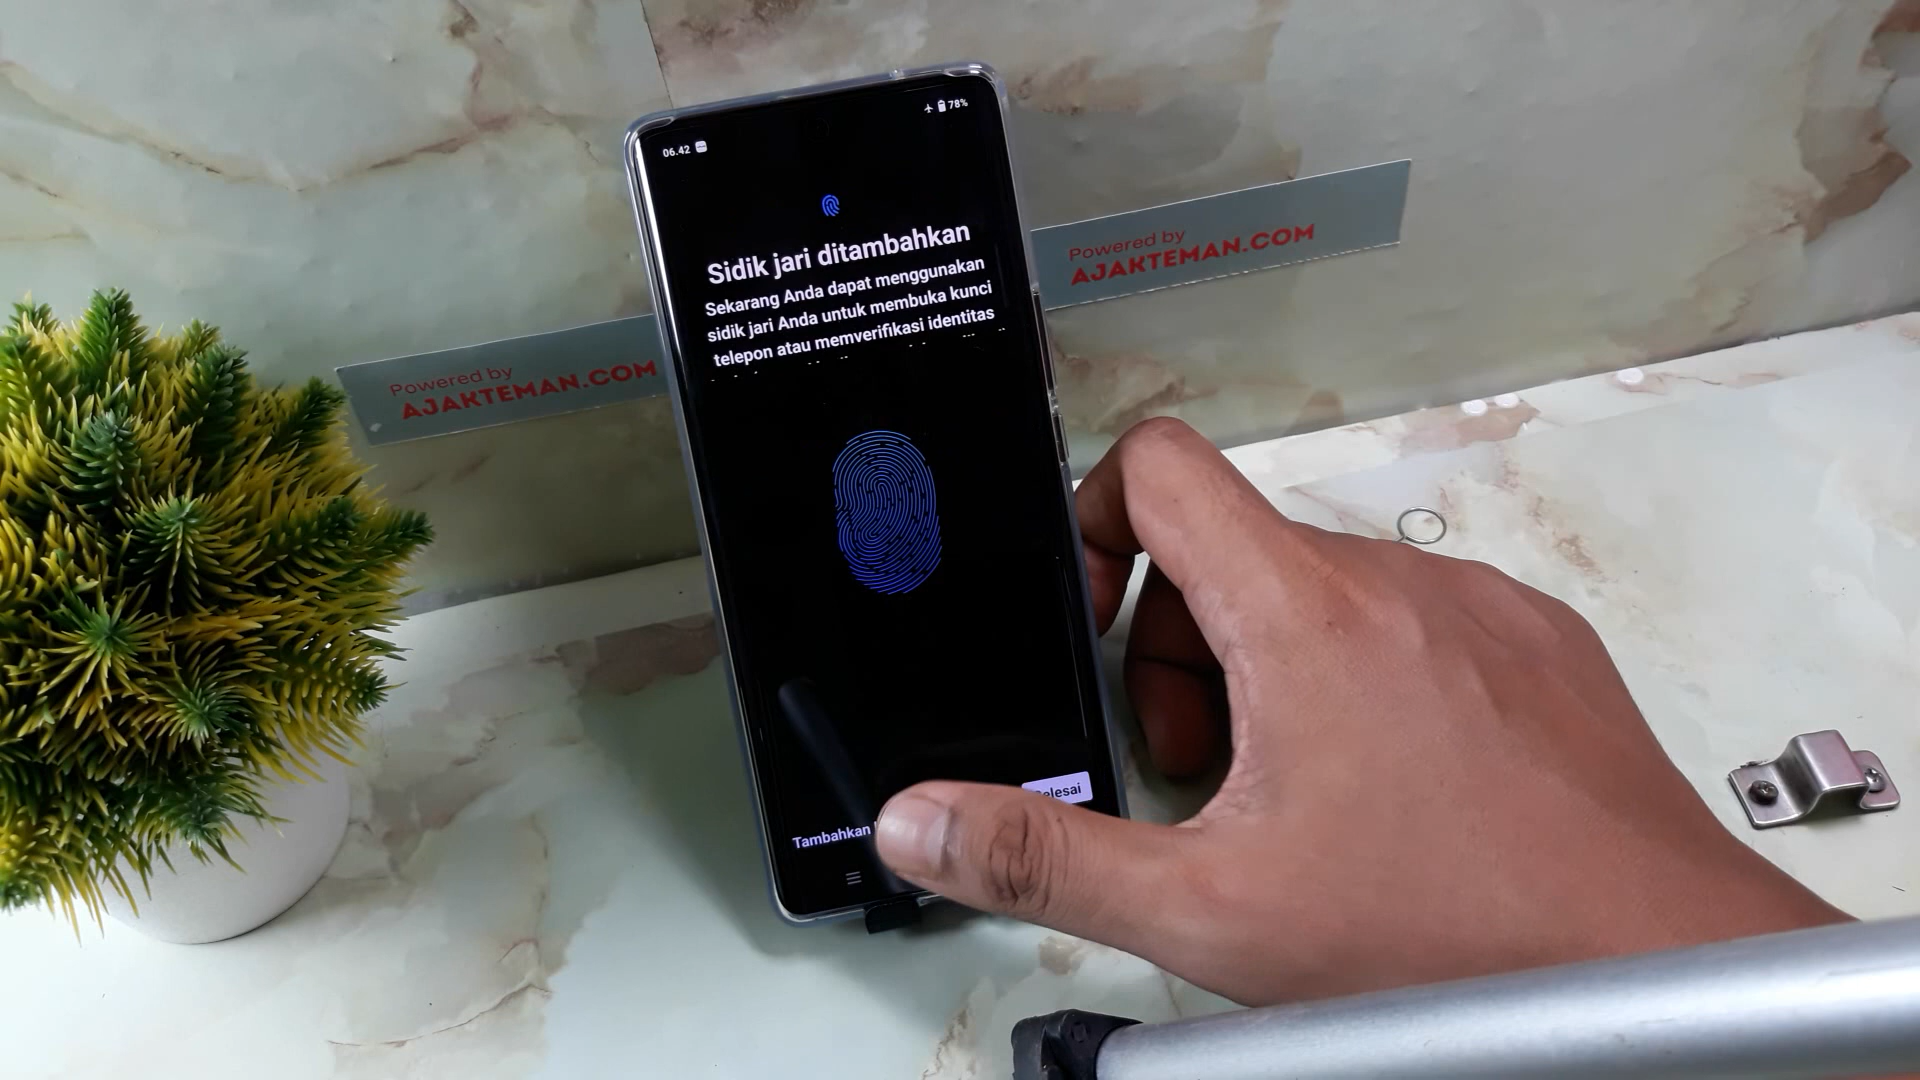 06.42
78%
Sidik jari ditambahkan
Sekarang Anda dapat menggunakan
sidik jari Anda untuk membuka kunci
telepon atau memverifikasi identitas
Tambahkan
Powered by
AJAKTEMAN.COM
Powered by
AJAKTEMAN.COM